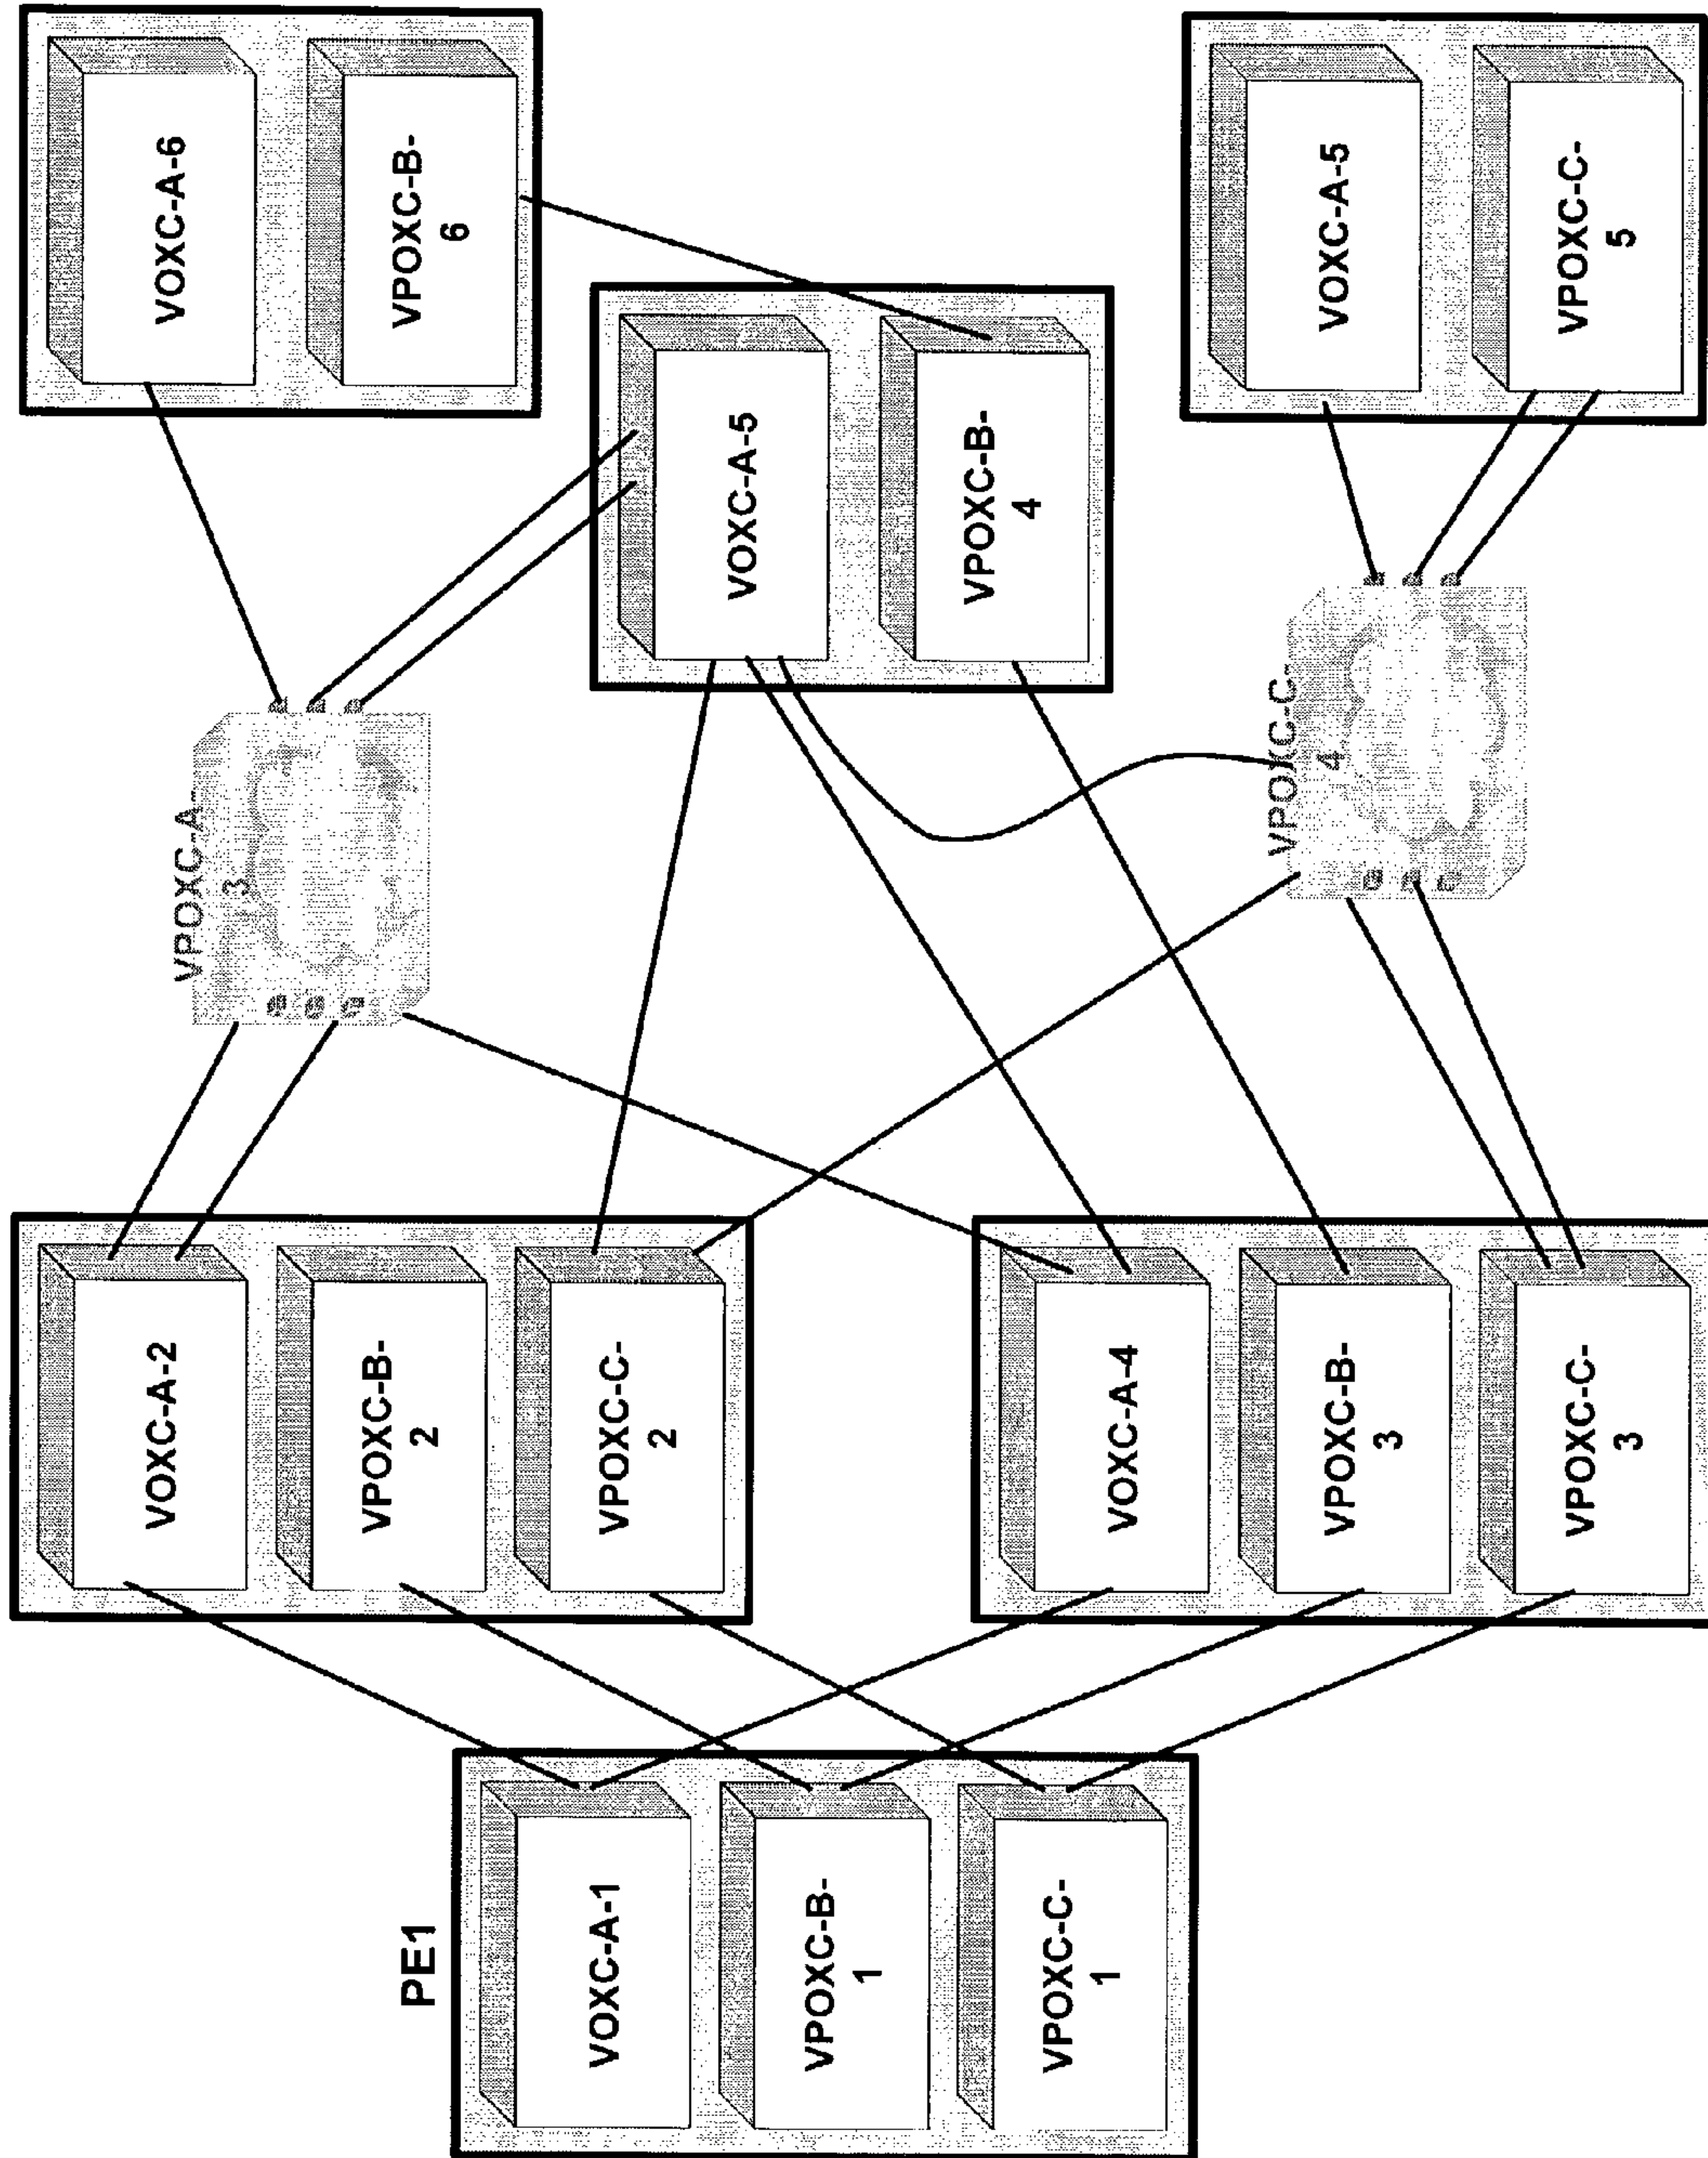 PE1
VOXC-A-1
VPOXC-B-
1
VPOXC-C-
1
VOXC-A-2
VPOXC-B-
2
VPOXC-C-
2
VOXC-A-4
VPOXC-B-
3
VPOXC-C-
3
VPOXC-A-
3
VPOXC-C-
4
VOXC-A-5
VPOXC-B-
4
VOXC-A-6
VPOXC-B-
6
VOXC-A-5
VPOXC-C-
5